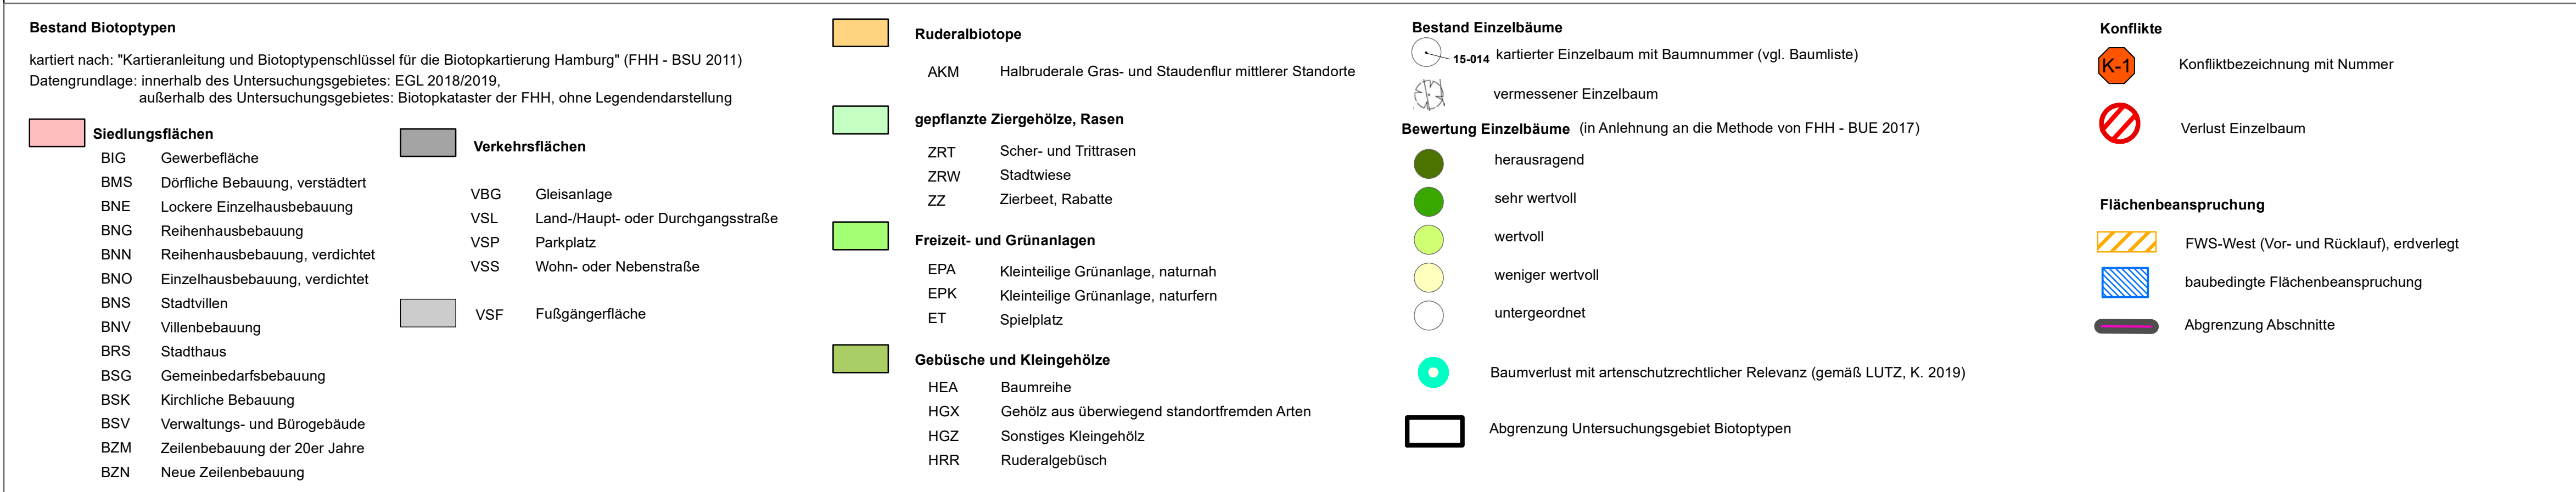 Bestand Biotoptypen
kartiert nach: "Kartieranleitung und Biotoptypenschlüssel für die Biotopkartierung Hamburg" (FHH - BSU 2011)
Datengrundlage: innerhalb des Untersuchungsgebietes: EGL 2018/2019,
außerhalb des Untersuchungsgebietes: Biotopkataster der FHH, ohne Legendendarstellung
Siedlungsflächen
BIG Gewerbefläche
BMS Dörfliche Bebauung, verstädtert
BNE Lockere Einzelhausbebauung
BNG Reihenhausbebauung
BNN Reihenhausbebauung, verdichtet
BNO Einzelhausbebauung, verdichtet
BNS Stadtvillen
BNV Villenbebauung
BRS Stadthaus
BSG Gemeinbedarfsbebauung
BSK Kirchliche Bebauung
BSV Verwaltungs- und Bürogebäude
BZM Zeilenbebauung der 20er Jahre
BZN Neue Zeilenbebauung
Verkehrsflächen
VBG Gleisanlage
VSL Land-/Haupt- oder Durchgangsstraße
VSP Parkplatz
VSS Wohn- oder Nebenstraße
VSF Fußgängerfläche
Ruderalbiotope
AKM Halbruderale Gras- und Staudenflur mittlerer Standorte
gepflanzte Ziergehölze, Rasen
ZRT Scher- und Trittrasen
ZRW Stadtwiese
ZZ Zierbeet, Rabatte
Freizeit- und Grünanlagen
EPA Kleinteilige Grünanlage, naturnah
EPK Kleinteilige Grünanlage, naturfern
ET Spielplatz
Gebüsche und Kleingehölze
HEA Baumreihe
HGX Gehölz aus überwiegend standortfremden Arten
HGZ Sonstiges Kleingehölz
HRR Ruderalgebüsch
Bestand Einzelbäume
15-014 kartierter Einzelbaum mit Baumnummer (vgl. Baumliste)
vermessener Einzelbaum
Bewertung Einzelbäume (in Anlehnung an die Methode von FHH - BUE 2017)
herausragend
sehr wertvoll
wertvoll
weniger wertvoll
untergeordnet
Baumverlust mit artenschutzrechtlicher Relevanz (gemäß LUTZ, K. 2019)
Abgrenzung Untersuchungsgebiet Biotoptypen
Konflikte
K-1 Konfliktbezeichnung mit Nummer
Verlust Einzelbaum
Flächenbeanspruchung
FWS-West (Vor- und Rücklauf), erdverlegt
baubedingte Flächenbeanspruchung
Abgrenzung Abschnitte